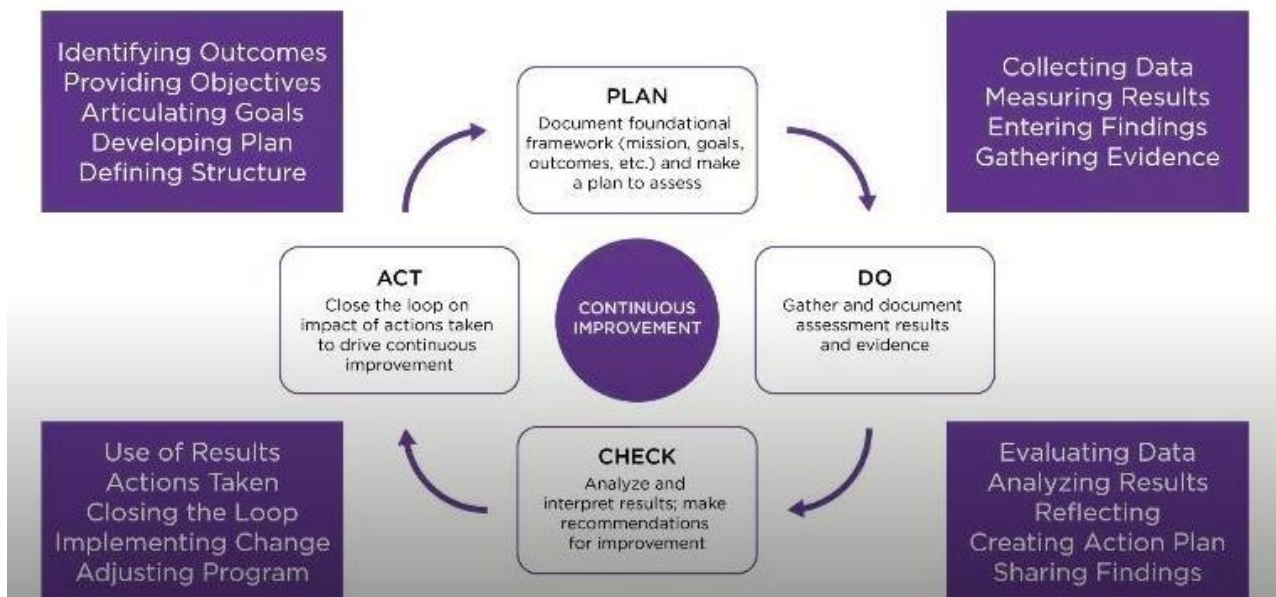 Identifying Outcomes
Providing Objectives
Articulating Goals
Developing Plan
Defining Structure
PLAN
Document foundational
framework (mission, goals,
outcomes, etc.) and make
a plan to assess
Collecting Data
Measuring Results
Entering Findings
Gathering Evidence
ACT
Close the loop on
impact of actions taken
to drive continuous
improvement
CONTINUOUS
IMPROVEMENT
DO
Gather and document
assessment results
and evidence
Use of Results
Actions Taken
Closing the Loop
Implementing Change
Adjusting Program
CHECK
Analyze and
interpret results; make
recommendations
for improvement
Evaluating Data
Analyzing Results
Reflecting
Creating Action Plan
Sharing Findings